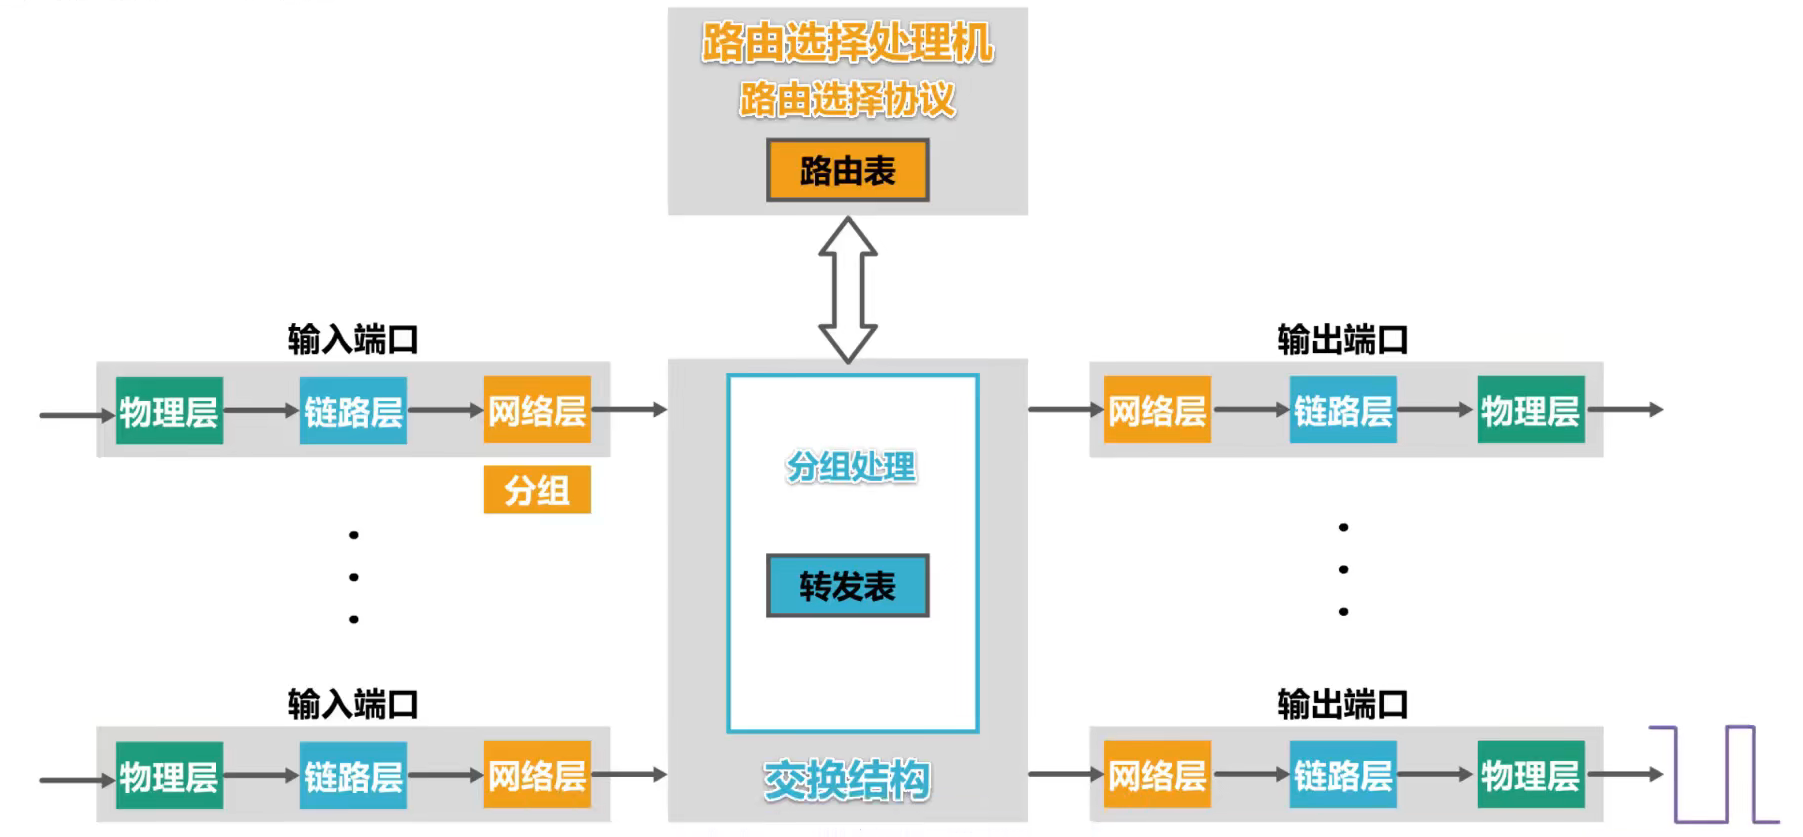 路由选择处理机
路由选择协议
路由表
输入端口
物理层
链路层
网络层
分组
输出端口
网络层
链路层
物理层
分组处理
转发表
交换结构
输入端口
物理层
链路层
网络层
输出端口
网络层
链路层
物理层